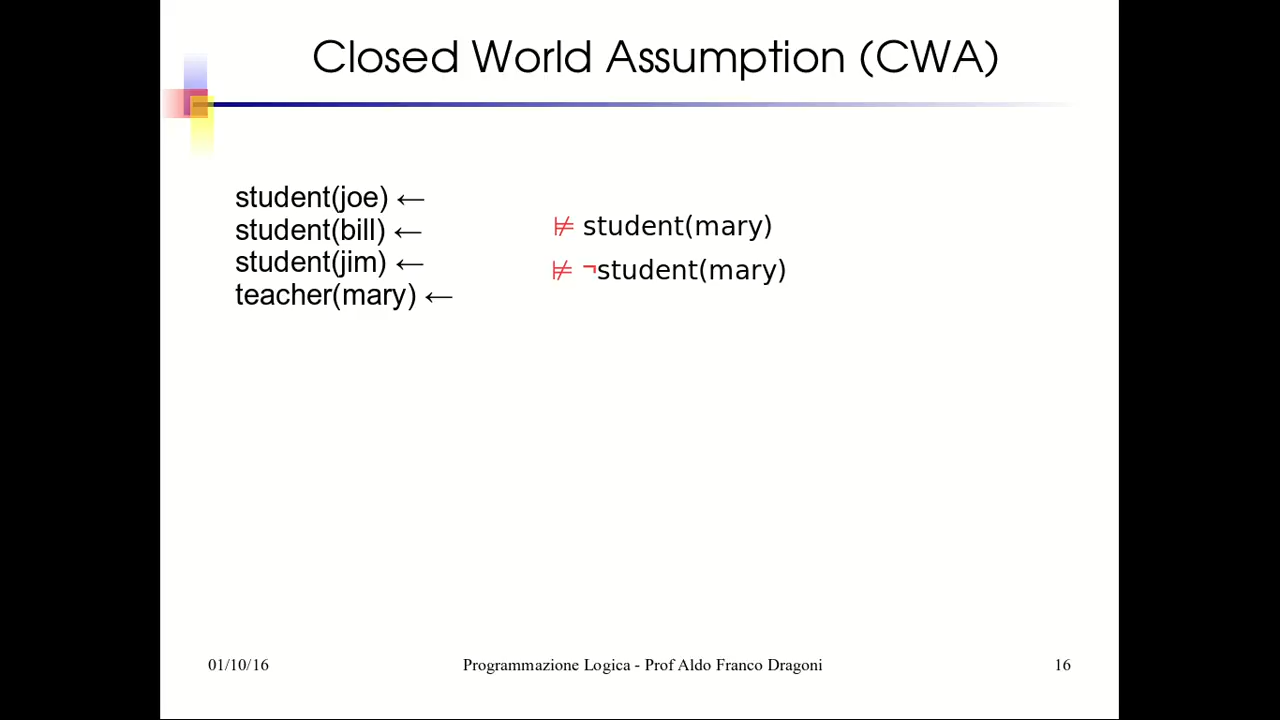 Closed World Assumption (CWA)
student(joe) ←
student(bill) ←
student(jim) ←
teacher(mary) ←
⊭ student(mary)
⊭ ¬student(mary)
01/10/16
Programmazione Logica - Prof Aldo Franco Dragoni
16